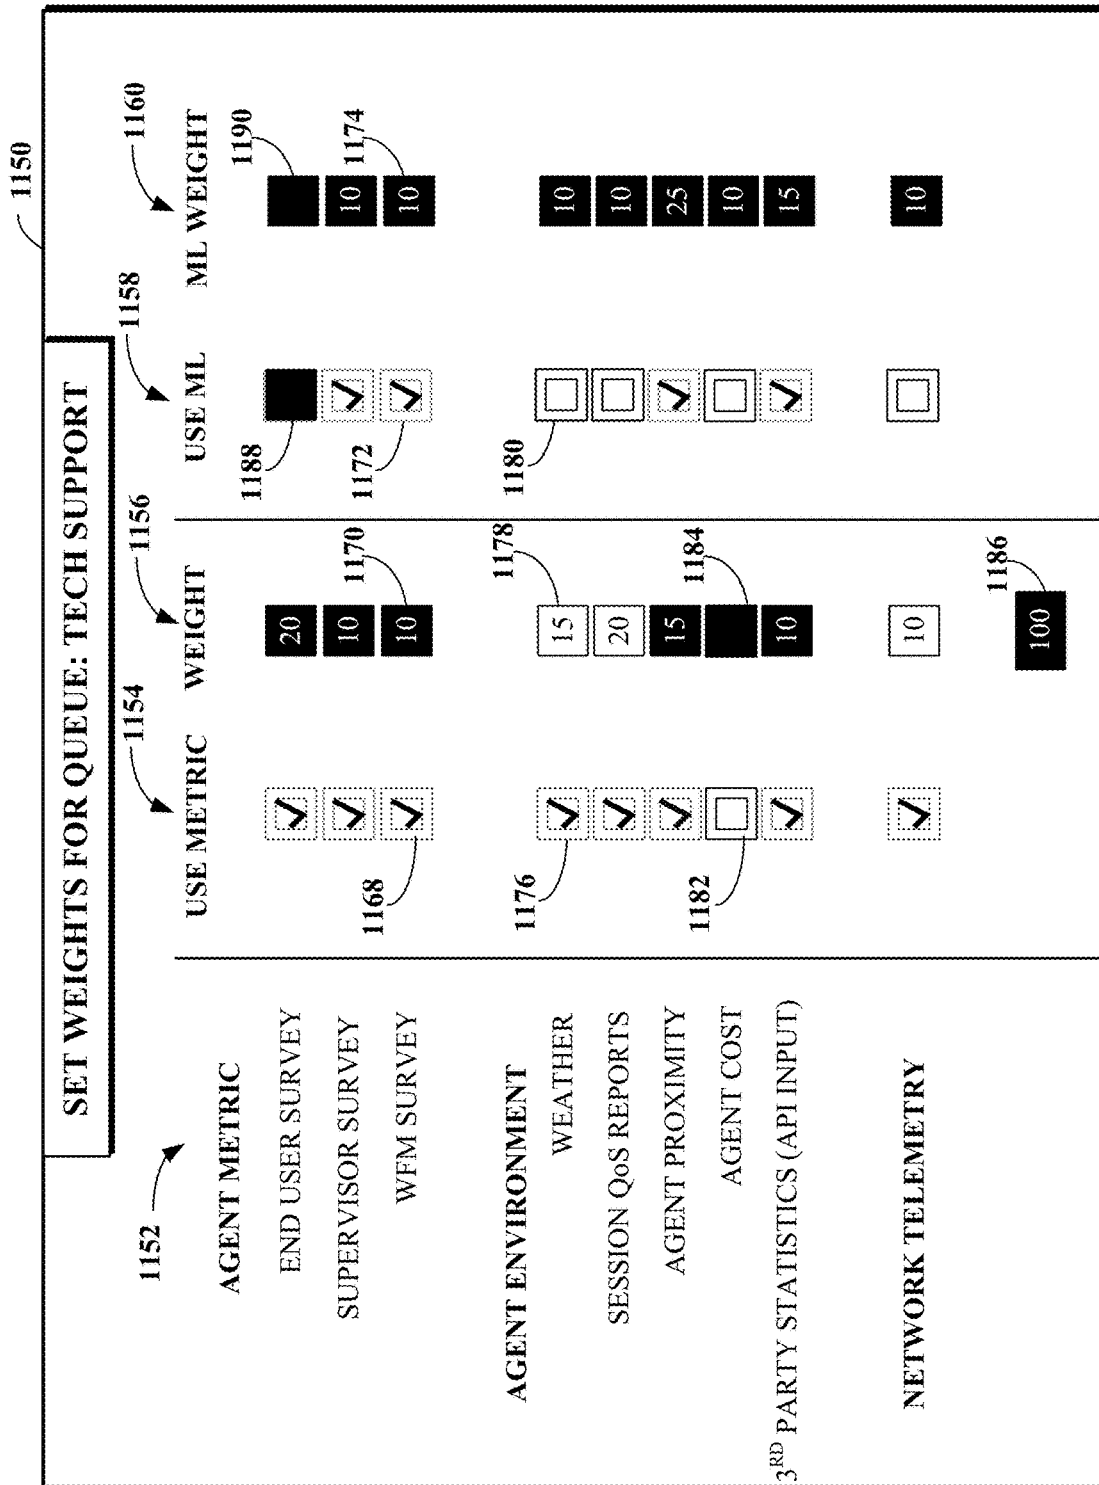 1150
SET WEIGHTS FOR QUEUE: TECH SUPPORT
1152 1154 1156 1158 1160
AGENT METRIC USE METRIC WEIGHT USE ML ML WEIGHT
END USER SURVEY 20 1188 1190
SUPERVISOR SURVEY 10 10
WFM SURVEY 1168 10 1170 1172 10 1174
AGENT ENVIRONMENT
WEATHER 1176 15 1178 1180 10
SESSION QoS REPORTS 20 10
AGENT PROXIMITY 15 25
AGENT COST 1182 1184 10
3RD PARTY STATISTICS (API INPUT) 10 15
NETWORK TELEMETRY 10 10
100 1186